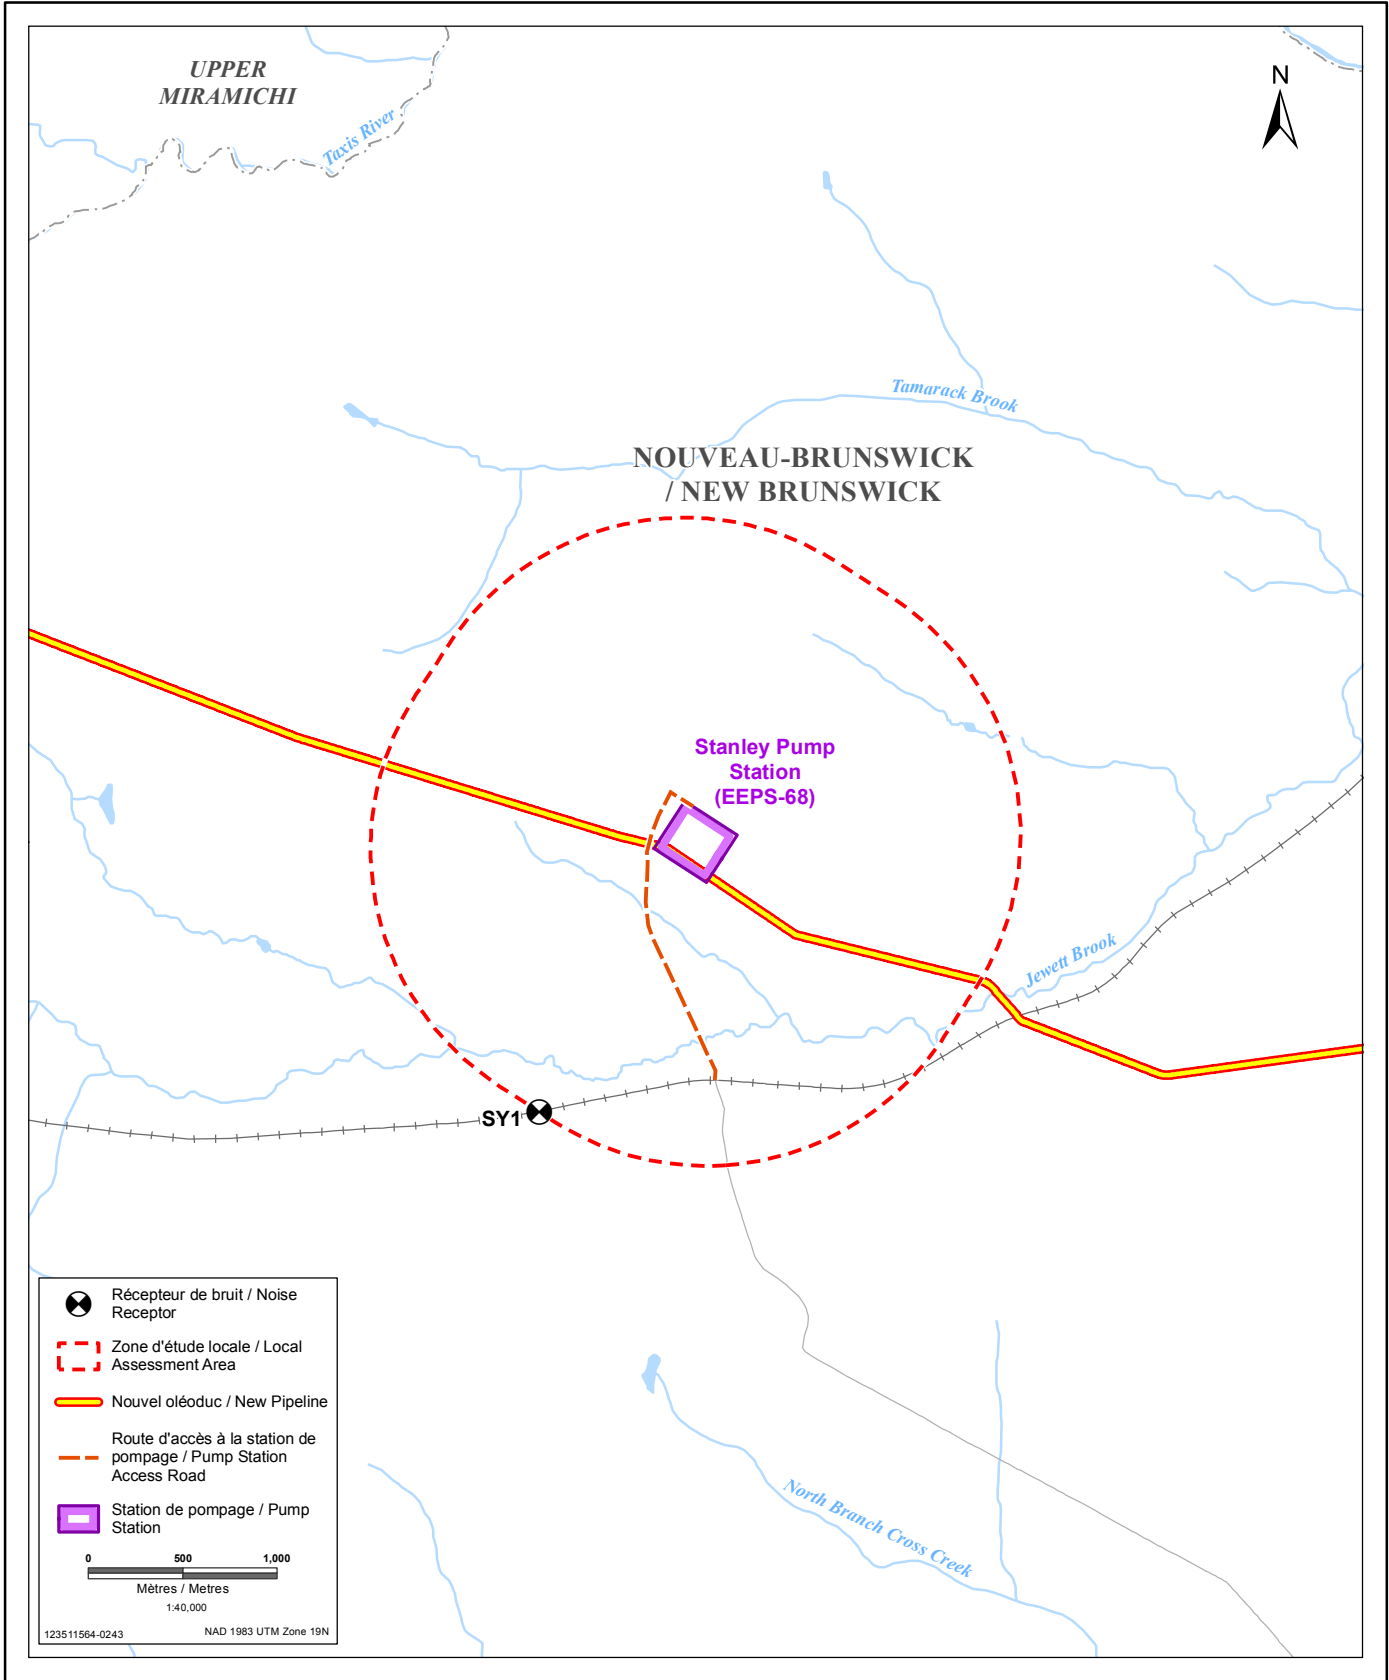 UPPER
MIRAMICHI
Taxis River
N
Tamarack Brook
NOUVEAU-BRUNSWICK
/ NEW BRUNSWICK
Stanley Pump
Station
(EEPS-68)
Jewett Brook
SY1
Récepteur de bruit / Noise
Receptor
Zone d'étude locale / Local
Assessment Area
Nouvel oléoduc / New Pipeline
Route d'accès à la station de
pompage / Pump Station
Access Road
Station de pompage / Pump
Station
0 500 1,000
Mètres / Metres
1:40,000
123511564-0243 NAD 1983 UTM Zone 19N
North Branch Cross Creek